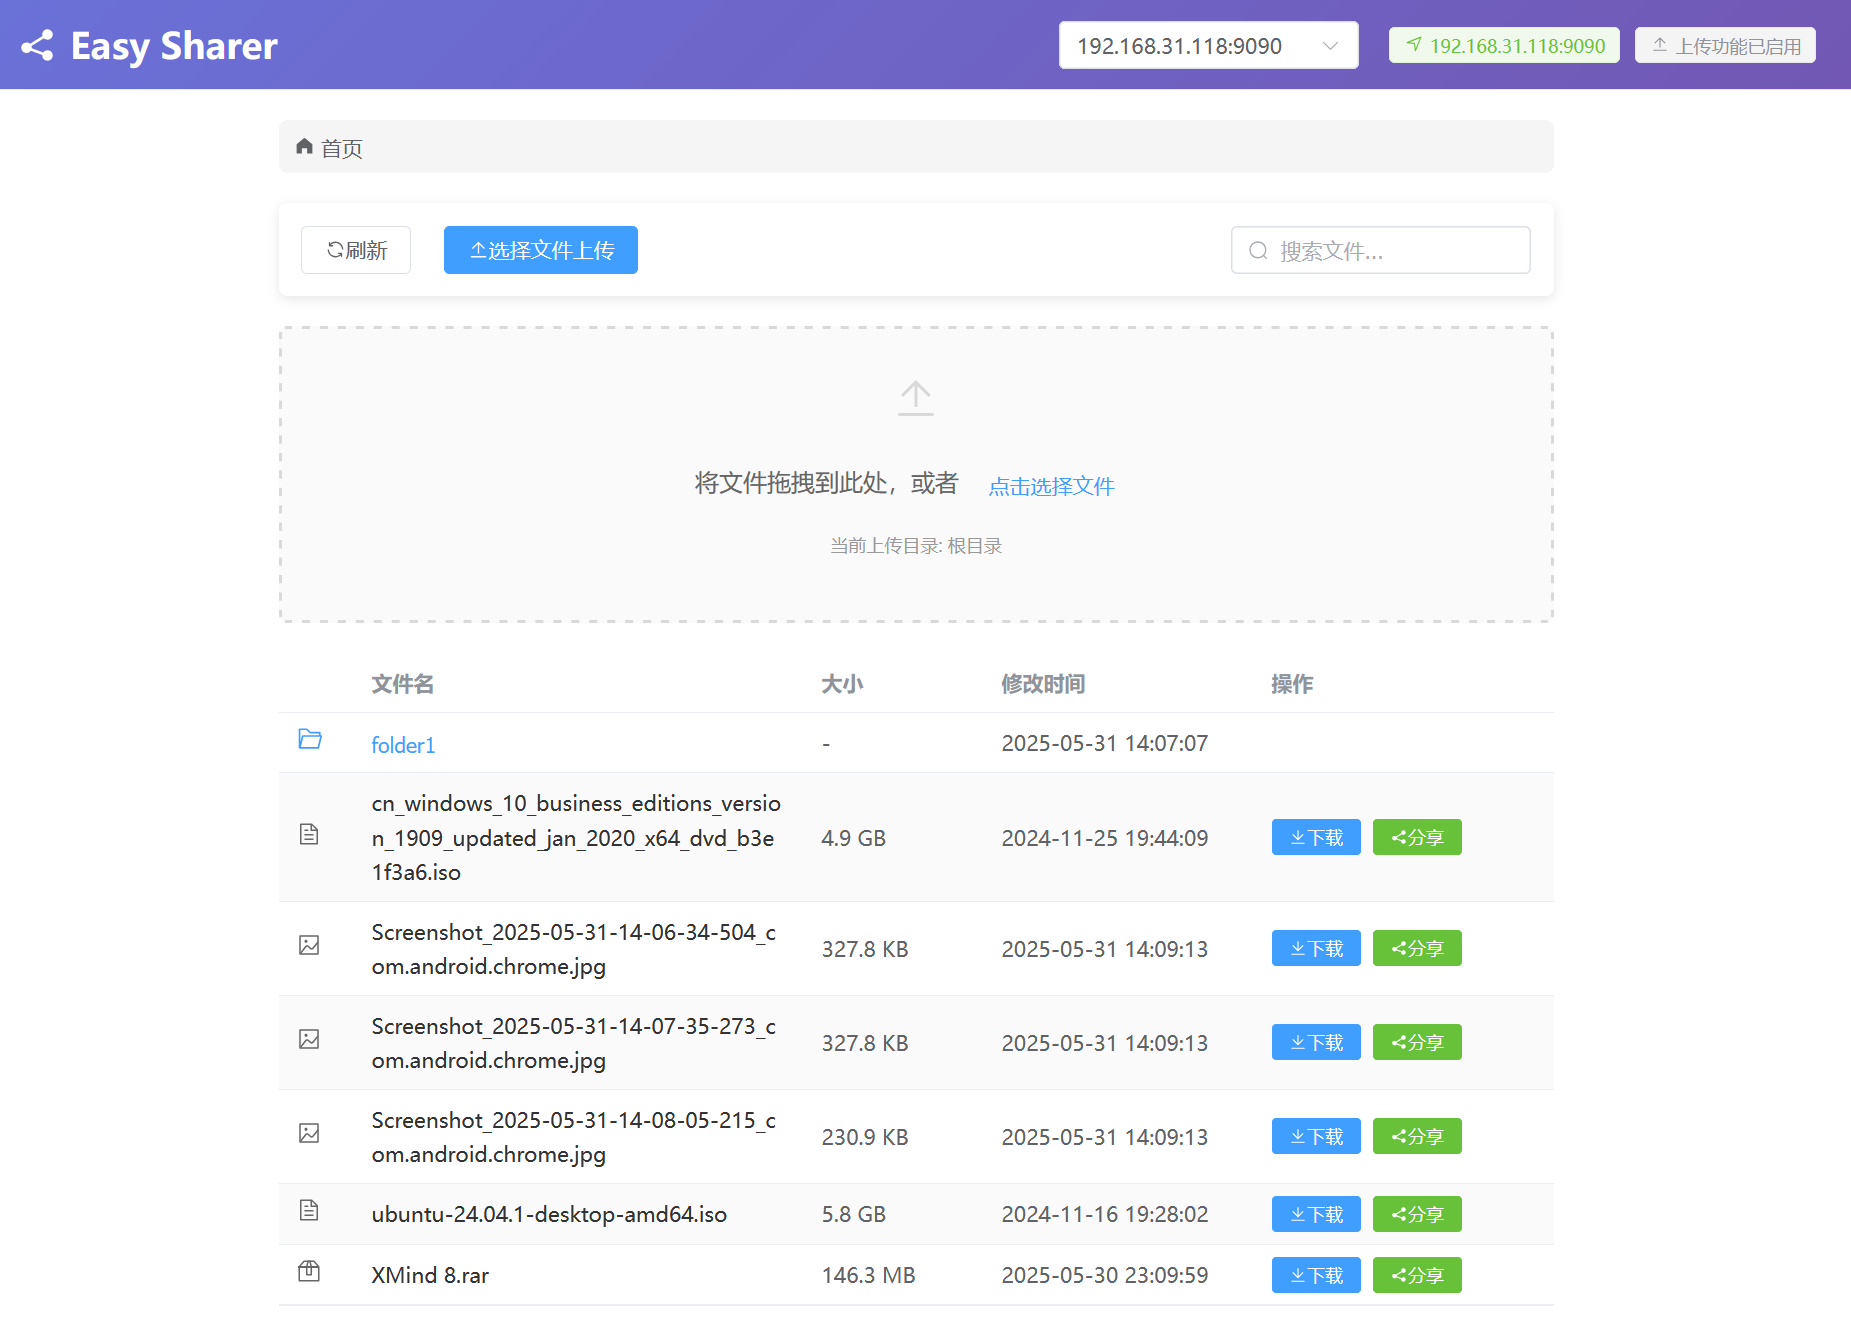 Easy Sharer
192.168.31.118:9090
192.168.31.118:9090
上传功能已启用
首页
刷新
选择文件上传
搜索文件...
将文件拖拽到此处，或者
点击选择文件
当前上传目录: 根目录
文件名 大小 修改时间 操作
folder1 - 2025-05-31 14:07:07
cn_windows_10_business_editions_versio
n_1909_updated_jan_2020_x64_dvd_b3e
1f3a6.iso
4.9 GB 2024-11-25 19:44:09 下载 分享
Screenshot_2025-05-31-14-06-34-504_c
om.android.chrome.jpg
327.8 KB 2025-05-31 14:09:13 下载 分享
Screenshot_2025-05-31-14-07-35-273_c
om.android.chrome.jpg
327.8 KB 2025-05-31 14:09:13 下载 分享
Screenshot_2025-05-31-14-08-05-215_c
om.android.chrome.jpg
230.9 KB 2025-05-31 14:09:13 下载 分享
ubuntu-24.04.1-desktop-amd64.iso 5.8 GB 2024-11-16 19:28:02 下载 分享
XMind 8.rar 146.3 MB 2025-05-30 23:09:59 下载 分享